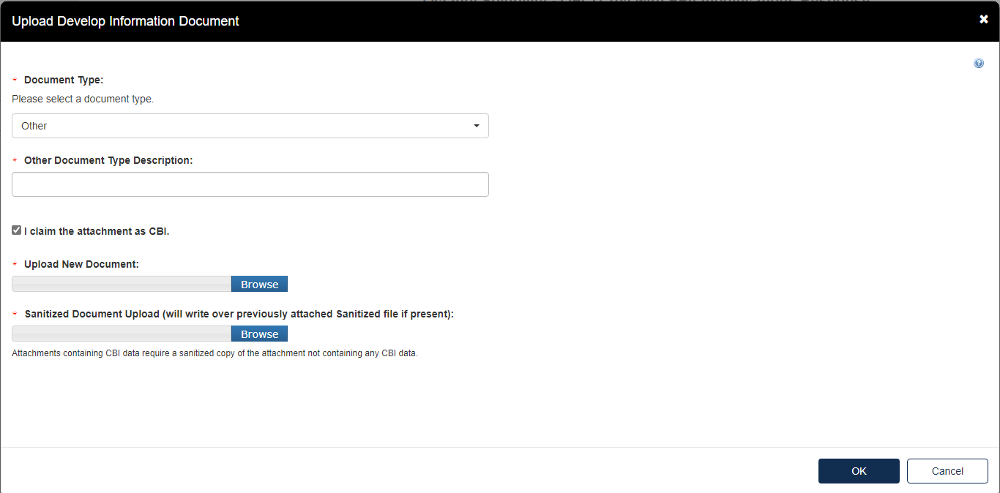 Upload Develop Information Document
* Document Type:
Please select a document type.
Other
* Other Document Type Description:
I claim the attachment as CBI.
* Upload New Document:
Browse
* Sanitized Document Upload (will write over previously attached Sanitized file if present):
Browse
Attachments containing CBI data require a sanitized copy of the attachment not containing any CBI data.
OK Cancel